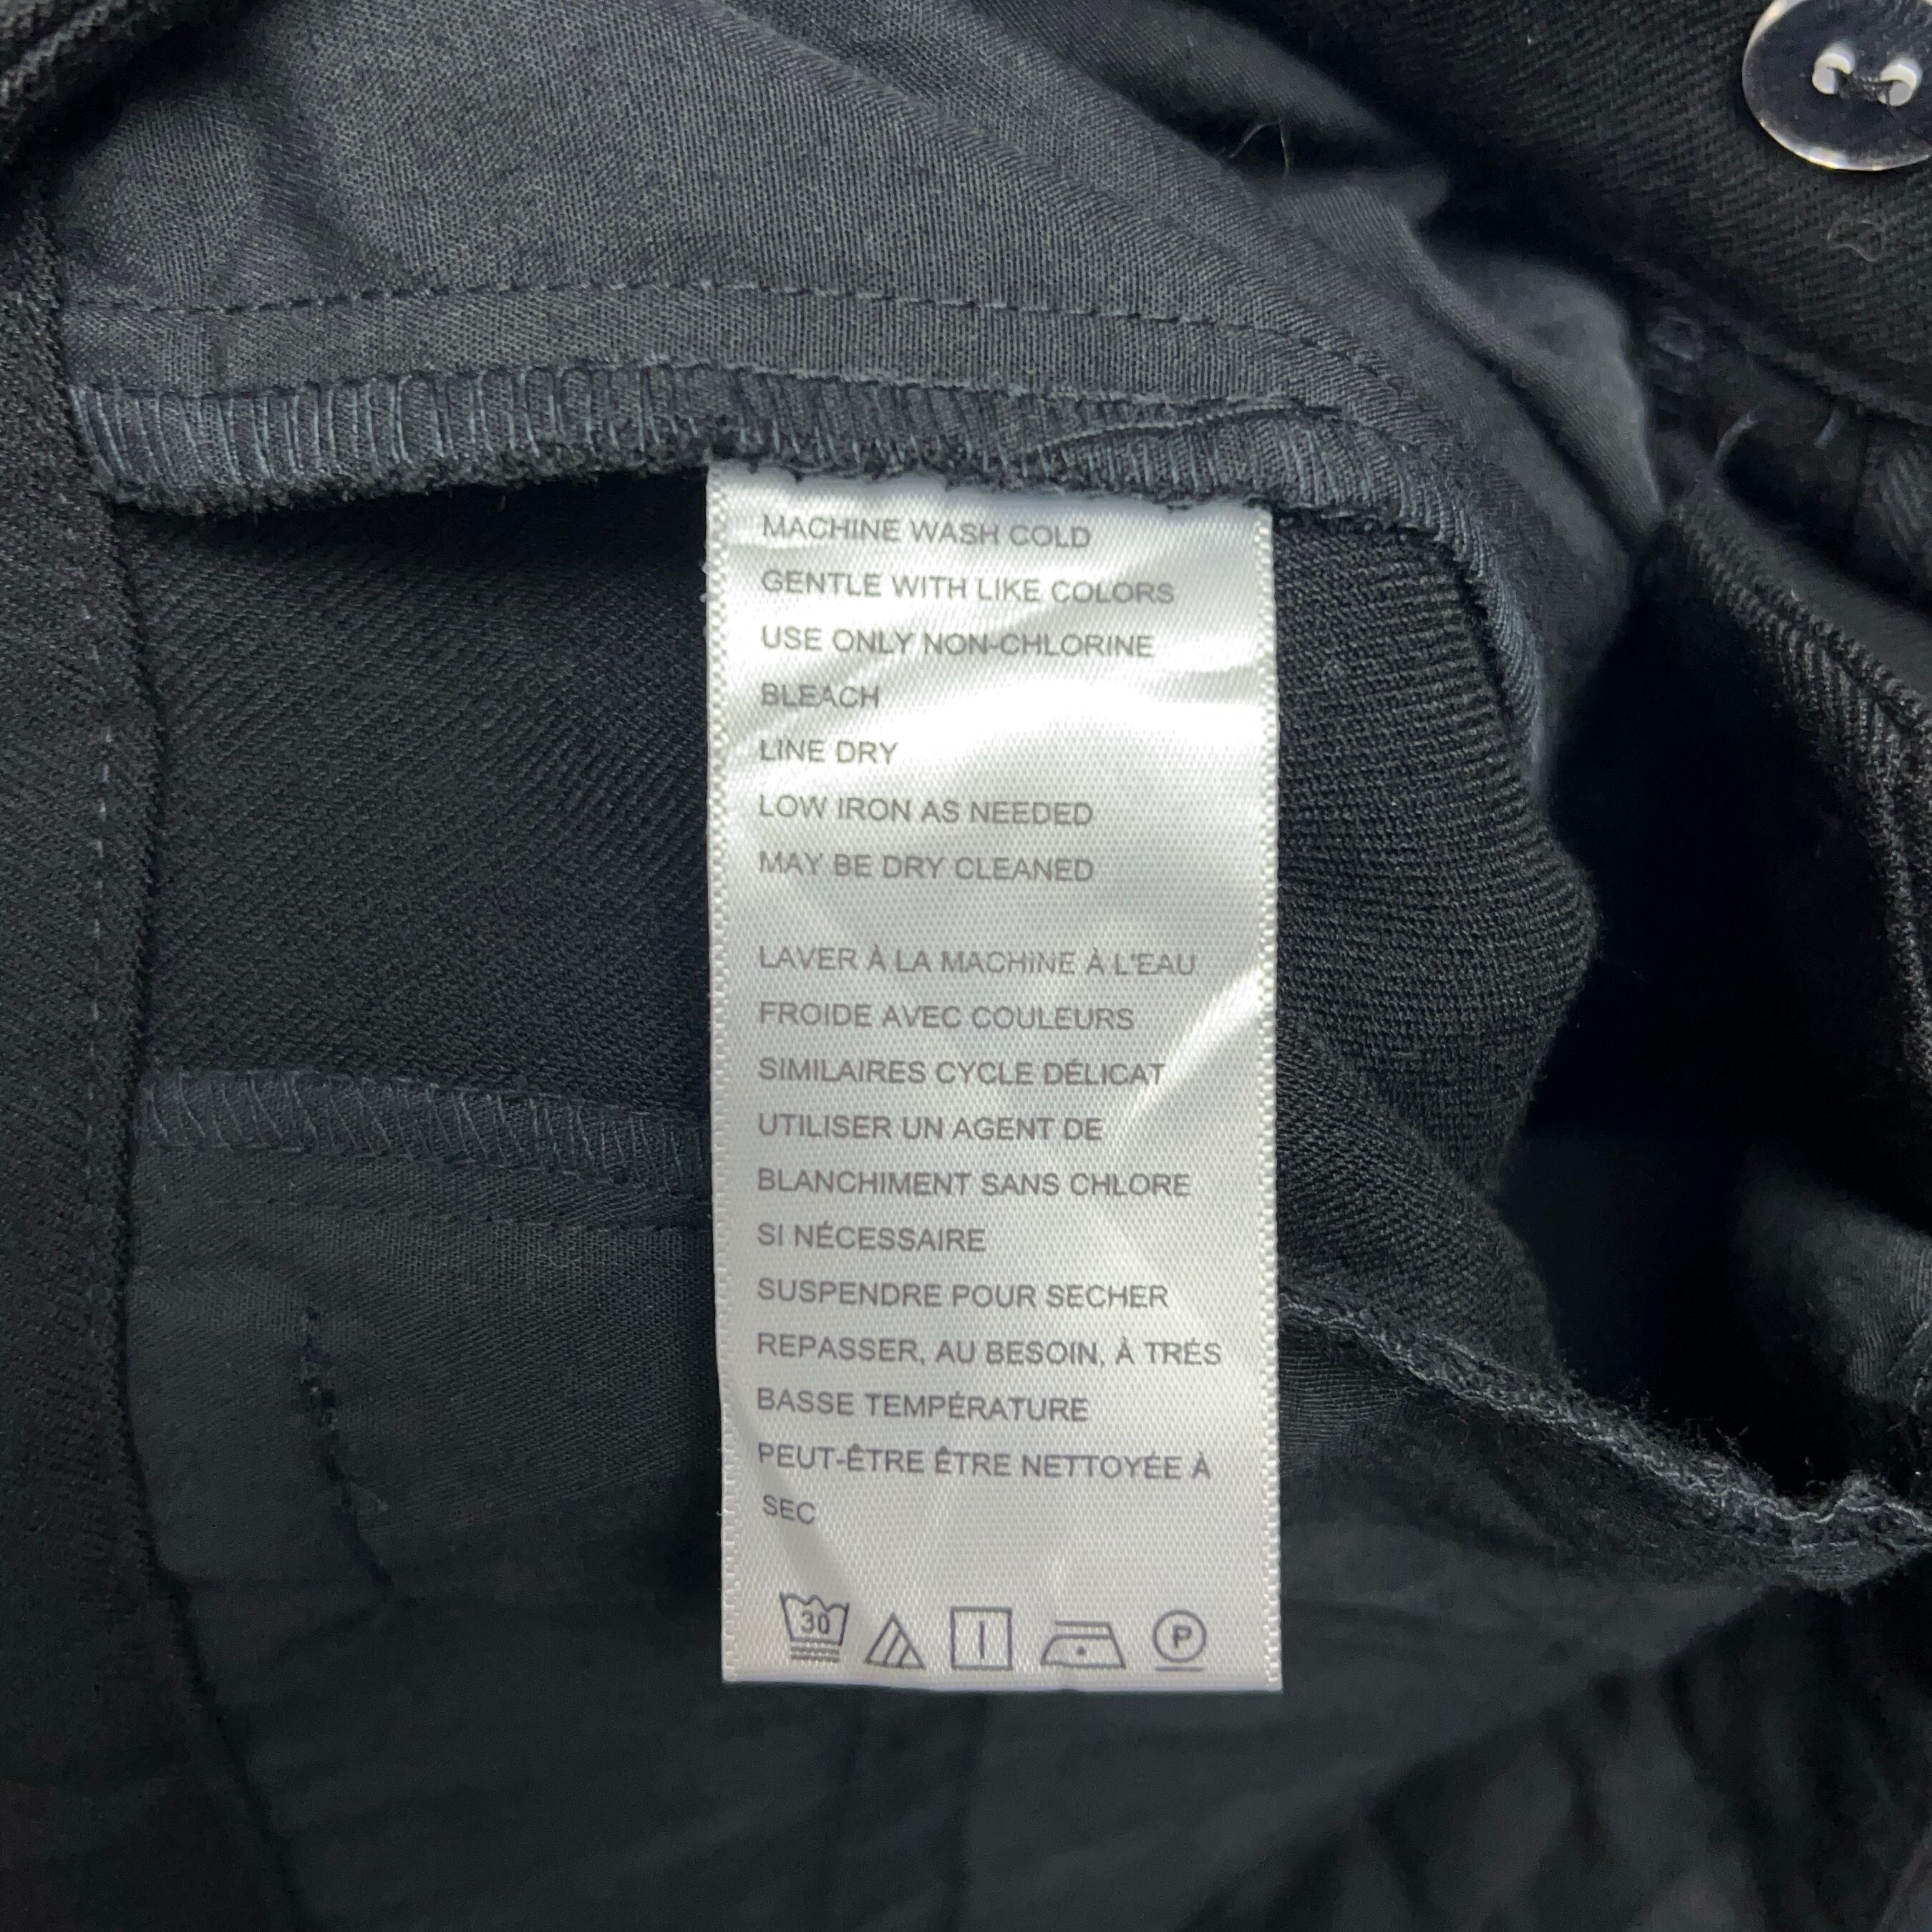 MACHINE WASH COLD
GENTLE WITH LIKE COLORS
USE ONLY NON-CHLORINE
BLEACH
LINE DRY
LOW IRON AS NEEDED
MAY BE DRY CLEANED
LAVER À LA MACHINE À L'EAU
FROIDE AVEC COULEURS
SIMILAIRES CYCLE DÉLICAT
UTILISER UN AGENT DE
BLANCHIMENT SANS CHLORE
SI NÉCESSAIRE
SUSPENDRE POUR SECHER
REPASSER, AU BESOIN, À TRÉS
BASSE TEMPÉRATURE
PEUT-ÊTRE ÊTRE NETTOYÉE À
SEC
30 P